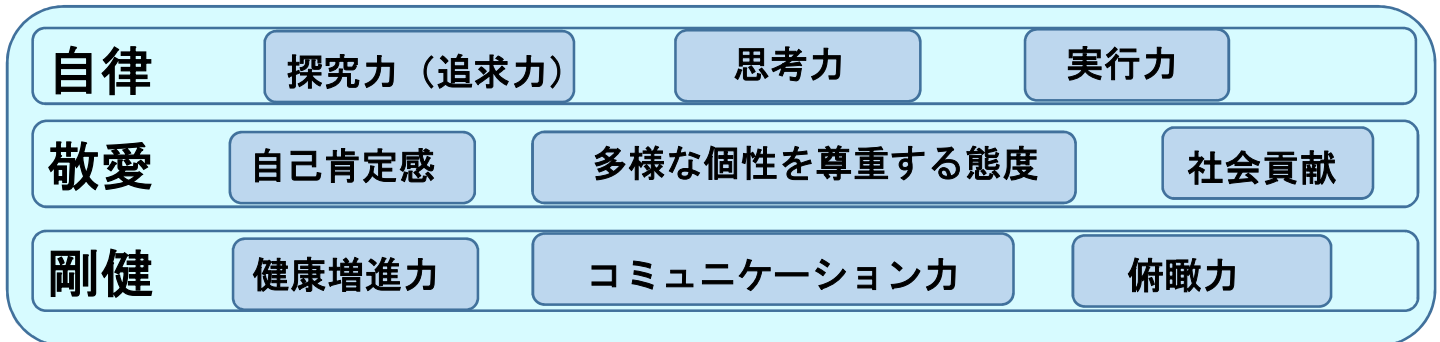 自律 探究力（追求力） 思考力 実行力
敬愛 自己肯定感 多様な個性を尊重する態度 社会貢献
剛健 健康増進力 コミュニケーション力 俯瞰力